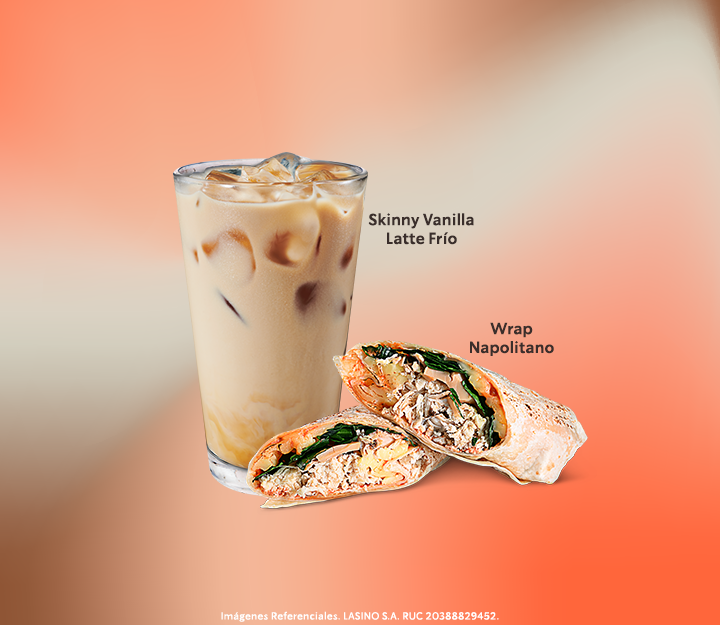 Skinny Vanilla
Latte Frío
Wrap
Napolitano
Imágenes Referenciales. LASINO S.A. RUC 20388829452.